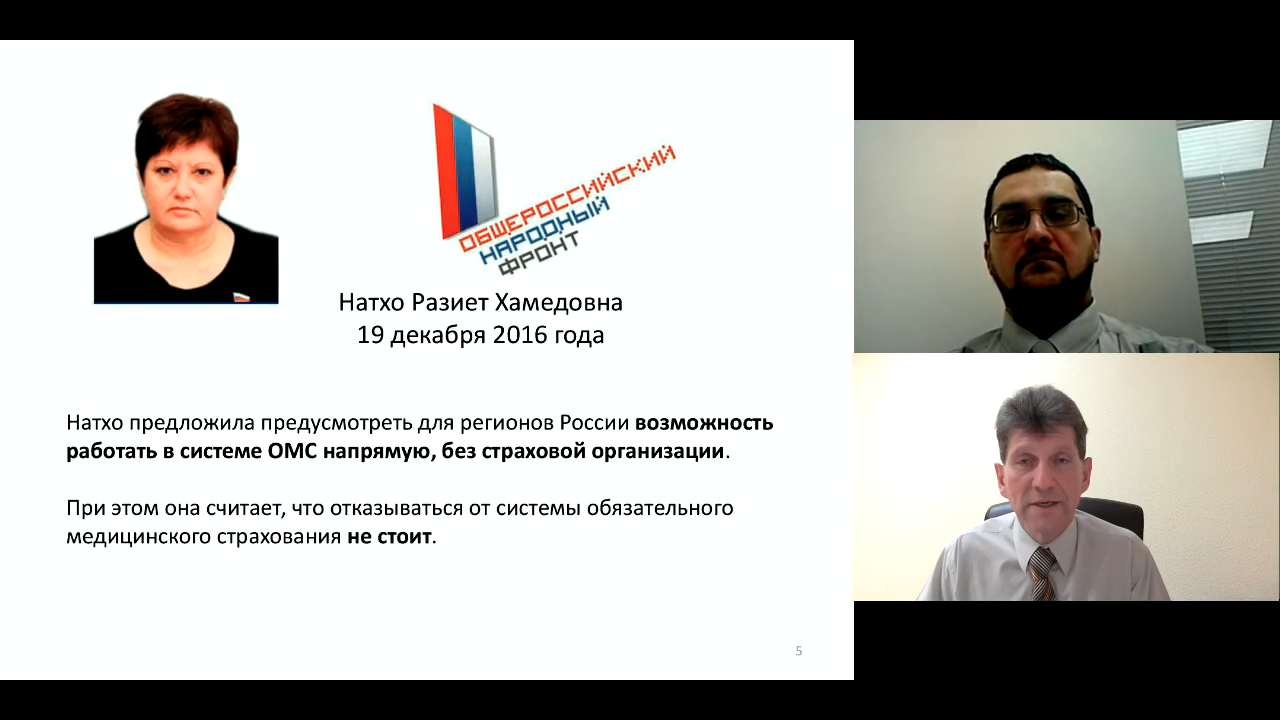 ОБЩЕРОССИЙСКИЙ
НАРОДНЫЙ
ФРОНТ
Натхо Разиет Хамедовна
19 декабря 2016 года
Натхо предложила предусмотреть для регионов России возможность
работать в системе ОМС напрямую, без страховой организации.
При этом она считает, что отказываться от системы обязательного
медицинского страхования не стоит.
5